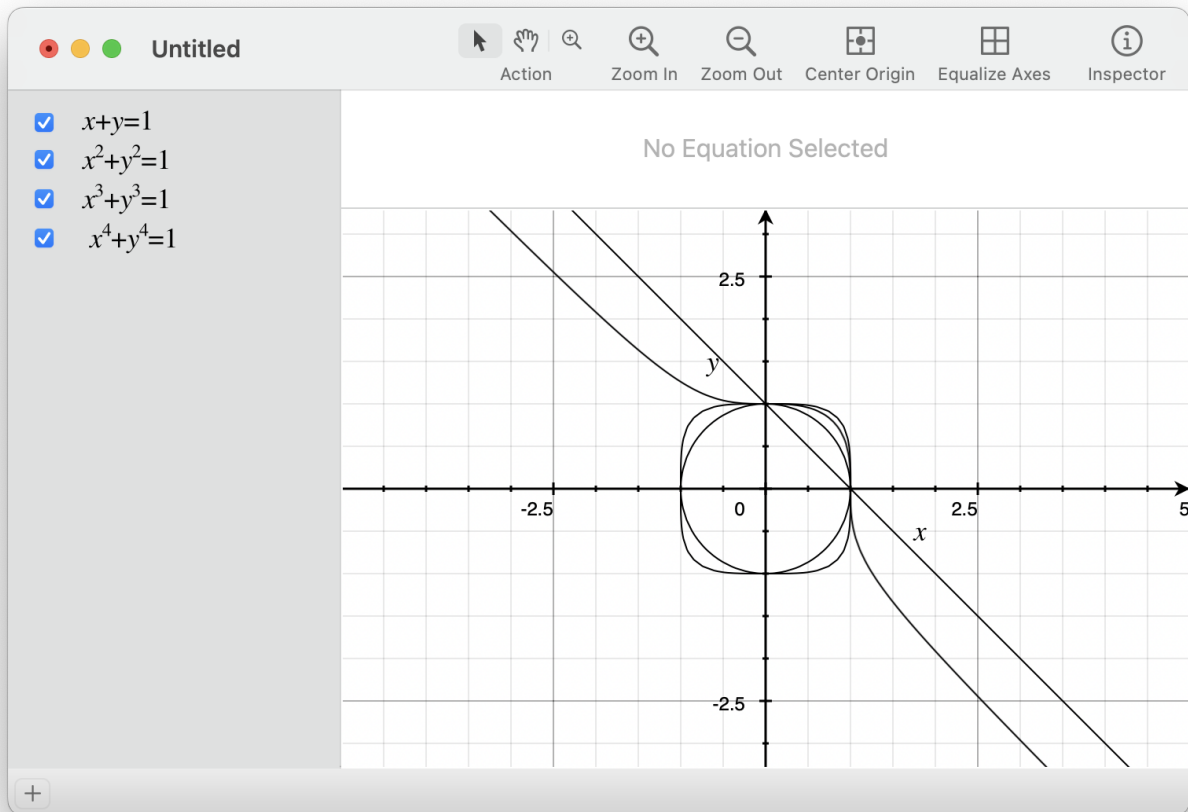 Untitled
Action
Zoom In
Zoom Out
Center Origin
Equalize Axes
Inspector
x+y=1
x²+y²=1
x³+y³=1
x⁴+y⁴=1
No Equation Selected
2.5
y
-2.5
0
2.5
5
x
-2.5